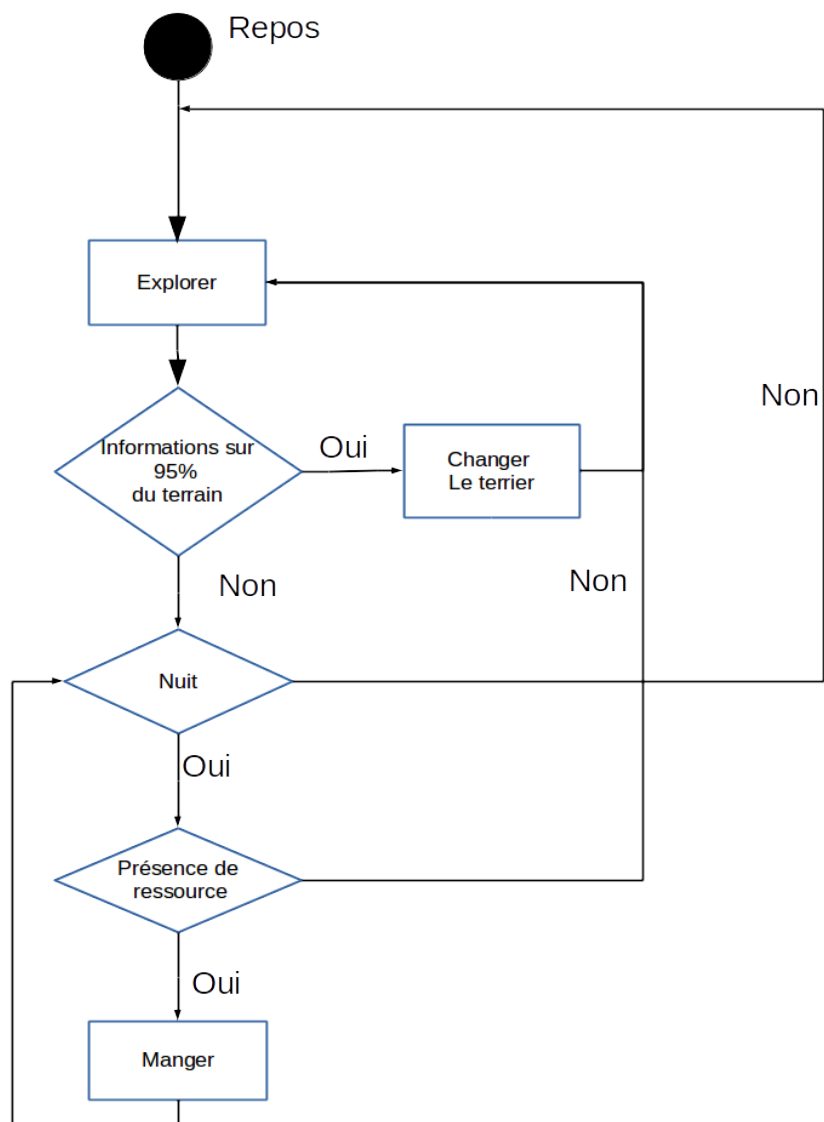 Repos
Explorer
Non
Informations sur
95%
du terrain
Oui
Changer
Le terrier
Non
Non
Nuit
Oui
Présence de
ressource
Oui
Manger